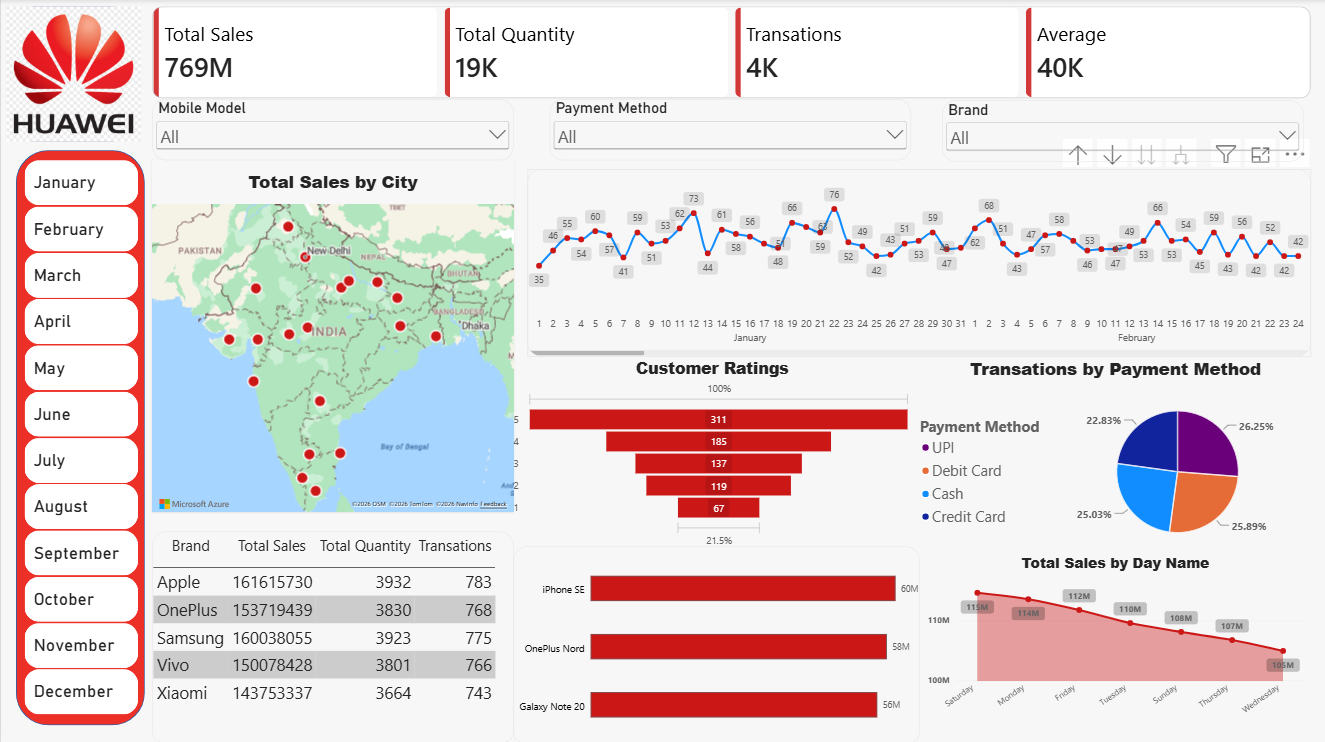 HUAWEI
Total Sales
769M
Total Quantity
19K
Transations
4K
Average
40K
Mobile Model
All
Payment Method
All
Brand
All
January
February
March
April
May
June
July
August
September
October
November
December
Total Sales by City
PAKISTAN
TIBET
New Delhi
NEPAL
BHUTAN
BANGLADESH
Dhaka
INDIA
Bay of Bengal
Microsoft Azure
©2026 OSM ©2026 TomTom ©2026 NavInfo Feedback
35 46 55 54 60 57 41 59 51 53 62 73 44 61 58 56 48 66 59 76 52 49 42 43 51 53 59 47 62 68 51 43 47 57 58 53 46 47 49 53 66 53 54 45 59 43 56 42 52 42 42
1 2 3 4 5 6 7 8 9 10 11 12 13 14 15 16 17 18 19 20 21 22 23 24 25 26 27 28 29 30 31 1 2 3 4 5 6 7 8 9 10 11 12 13 14 15 16 17 18 19 20 21 22 23 24
January February
Customer Ratings
100%
5 311
4 185
3 137
2 119
1 67
21.5%
Transations by Payment Method
Payment Method
UPI
Debit Card
Cash
Credit Card
22.83%
26.25%
25.03%
25.89%
Brand Total Sales Total Quantity Transations
Apple 161615730 3932 783
OnePlus 153719439 3830 768
Samsung 160038055 3923 775
Vivo 150078428 3801 766
Xiaomi 143753337 3664 743
iPhone SE 60M
OnePlus Nord 58M
Galaxy Note 20 56M
Total Sales by Day Name
110M
100M
115M 114M 112M 110M 108M 107M 105M
Saturday Monday Friday Tuesday Sunday Thursday Wednesday